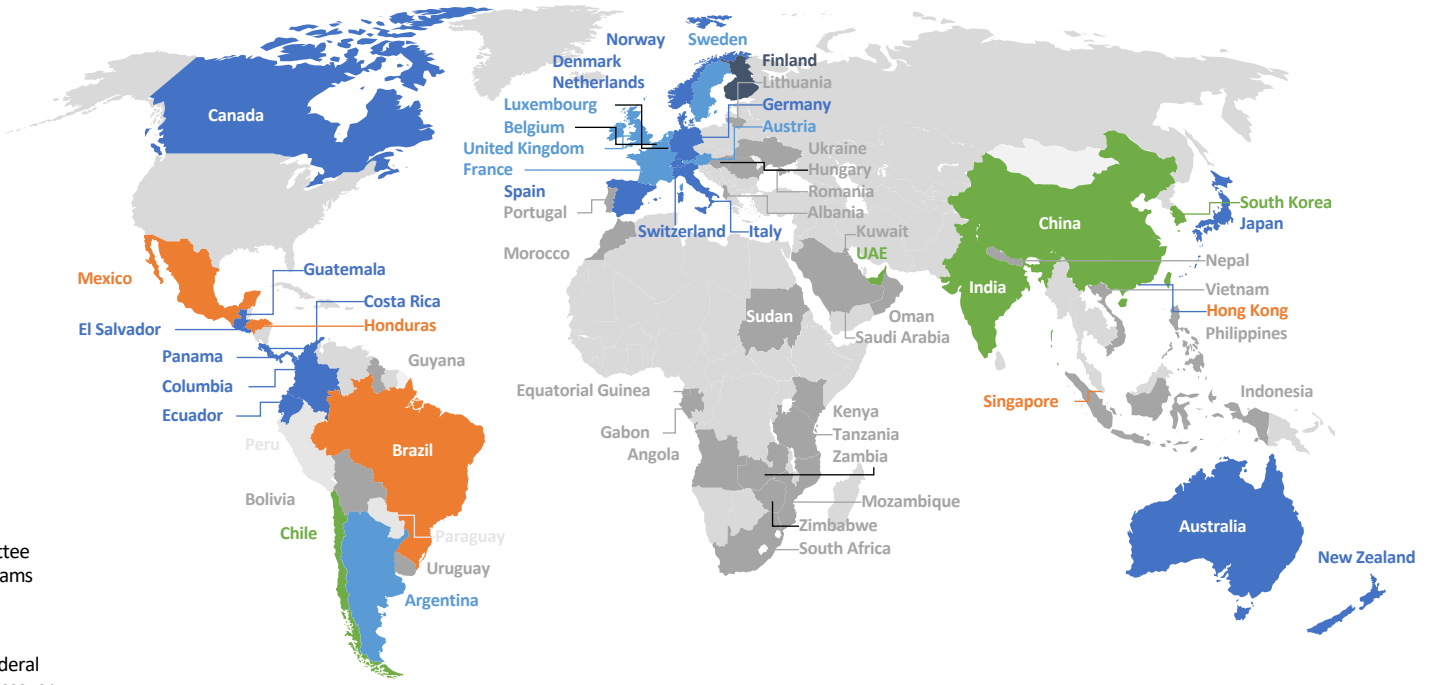 Norway
Sweden
Denmark
Finland
Netherlands
Lithuania
Luxembourg
Germany
Canada
Belgium
Austria
United Kingdom
Ukraine
France
Hungary
Spain
Romania
Portugal
Albania
South Korea
China
Japan
Switzerland
Italy
Kuwait
Morocco
UAE
Nepal
Guatemala
Mexico
India
Vietnam
Costa Rica
Hong Kong
Sudan
Oman
El Salvador
Honduras
Philippines
Saudi Arabia
Panama
Guyana
Columbia
Equatorial Guinea
Indonesia
Singapore
Ecuador
Kenya
Gabon
Tanzania
Peru
Brazil
Angola
Zambia
Bolivia
Mozambique
Chile
Zimbabwe
Australia
Paraguay
ttee
South Africa
New Zealand
Uruguay
ams
Argentina
deral